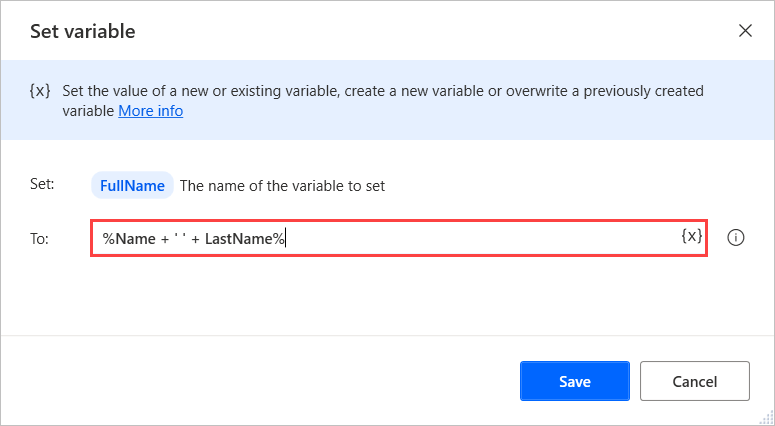 Set variable
{x} Set the value of a new or existing variable, create a new variable or overwrite a previously created
variable More info
Set: FullName The name of the variable to set
To: %Name + ' ' + LastName% {x}
Save Cancel